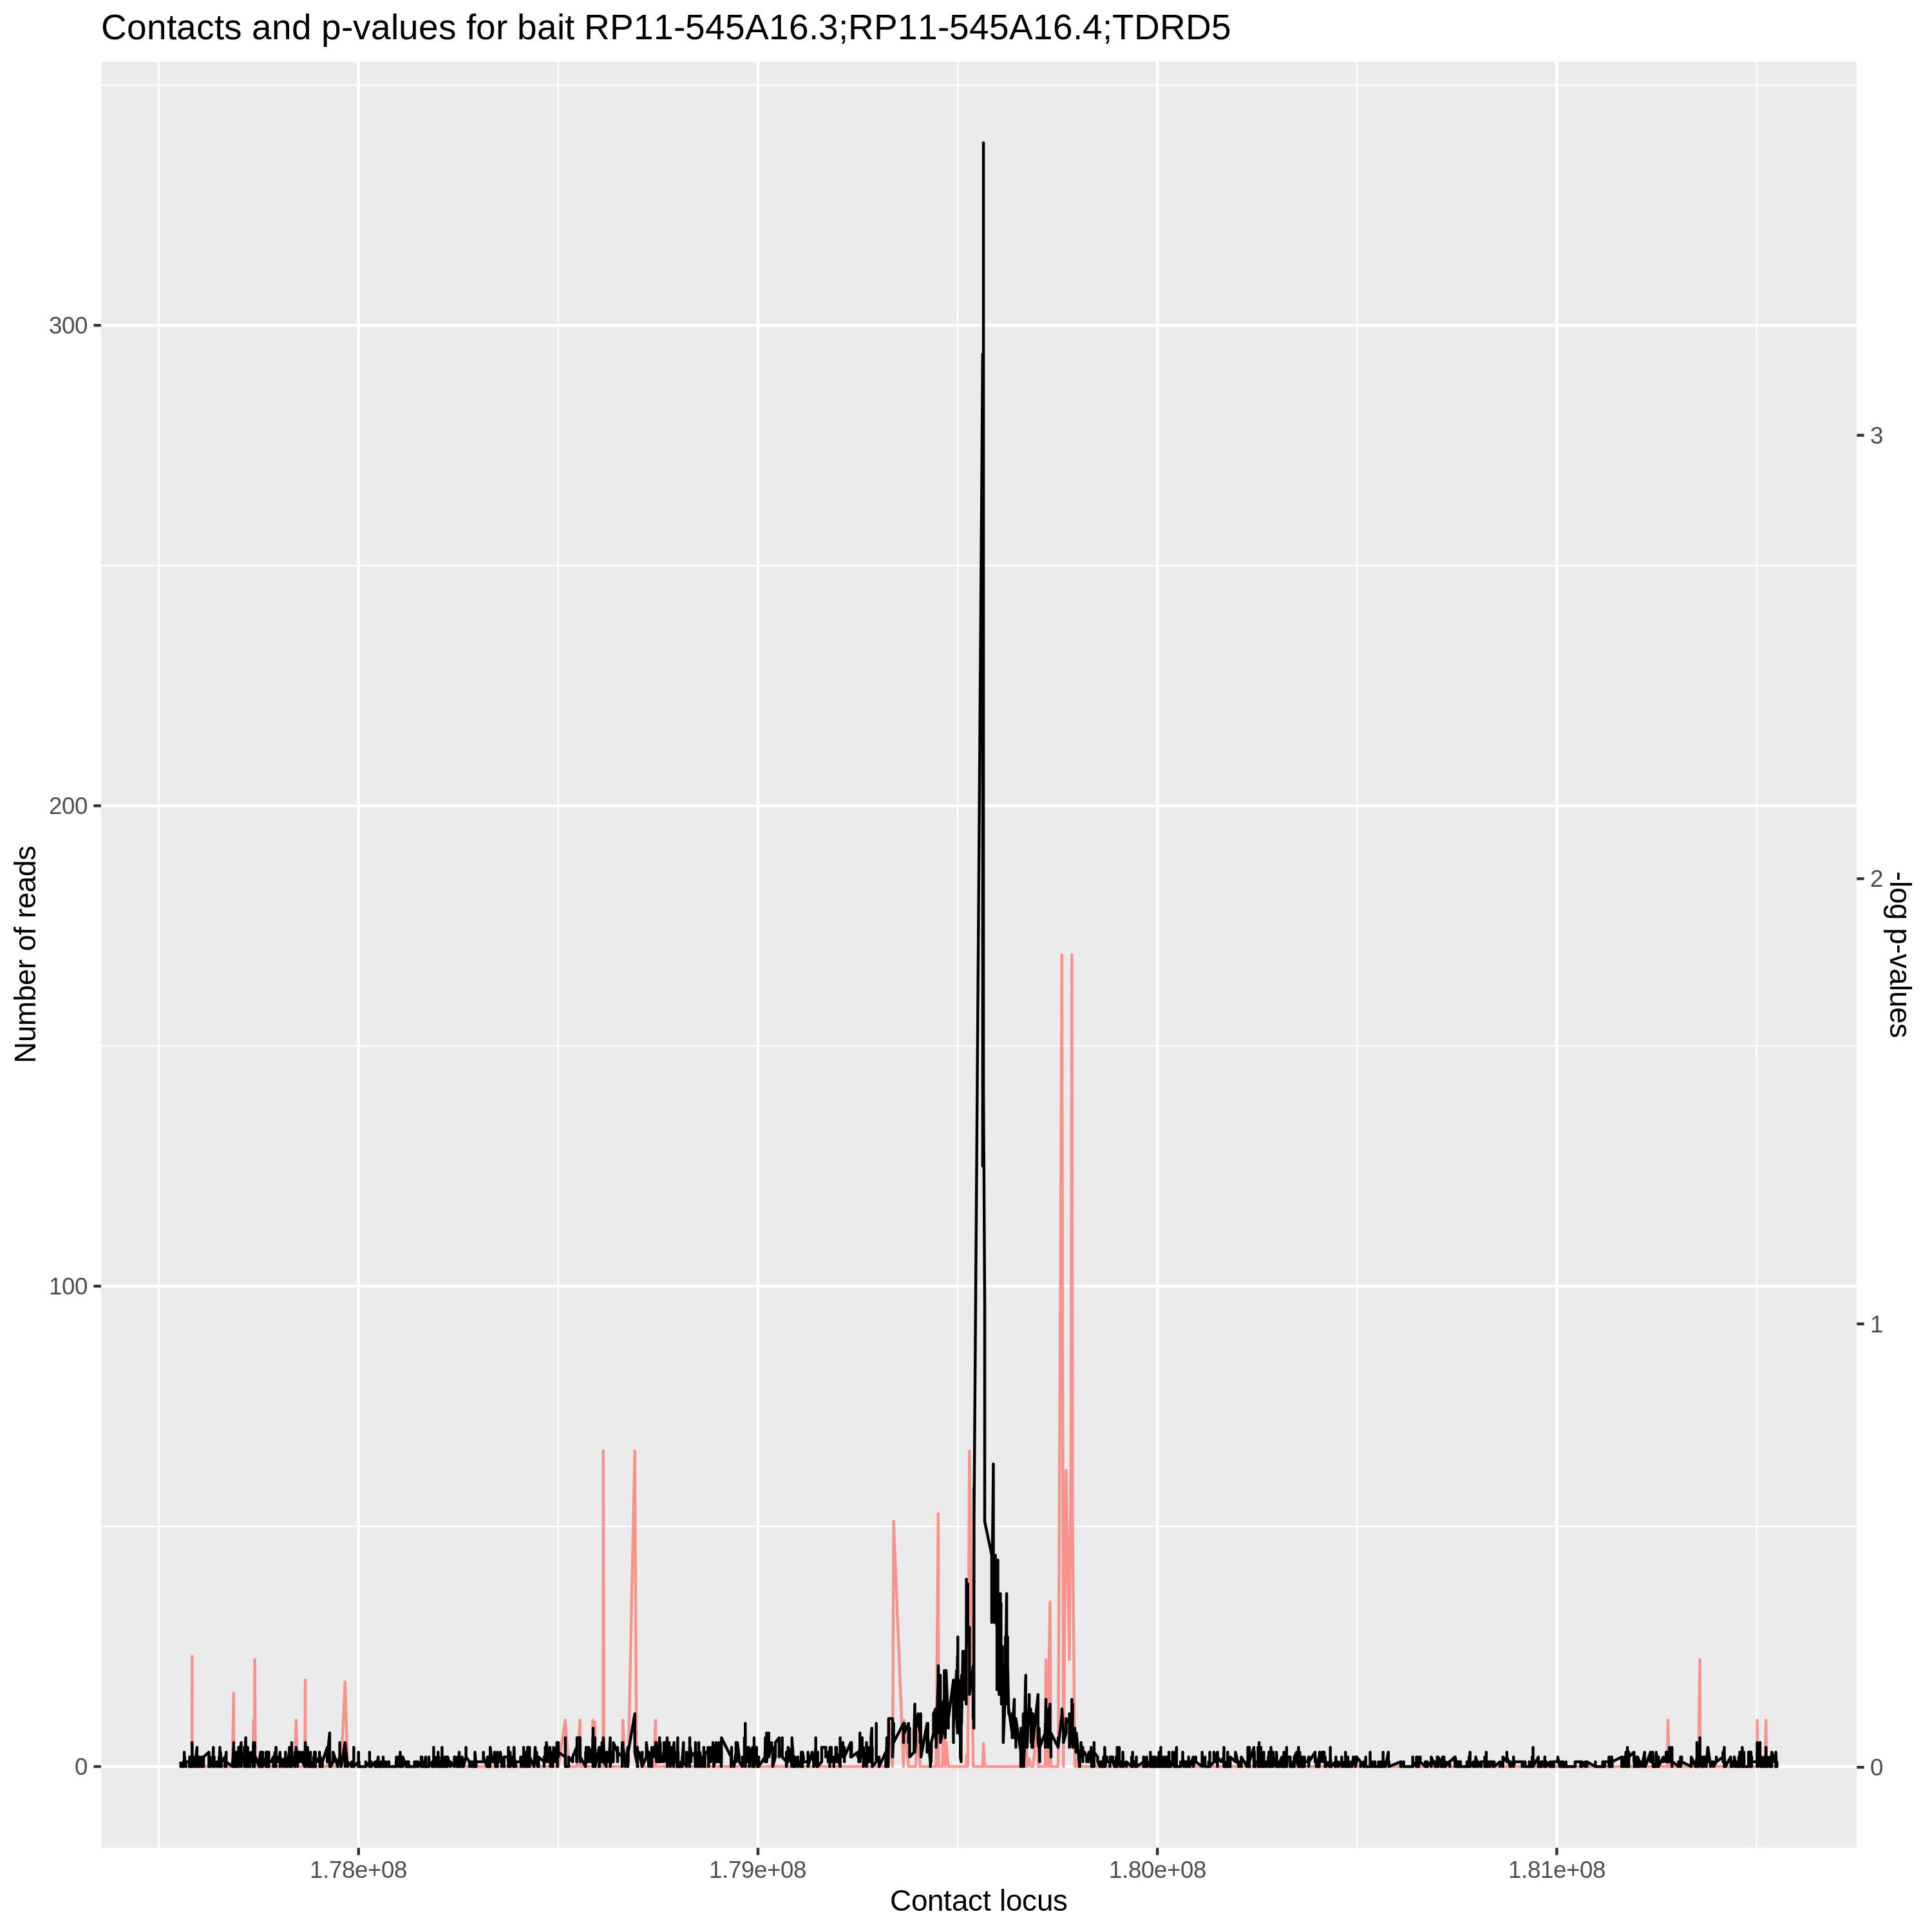 Contacts and p-values for bait RP11-545A16.3;RP11-545A16.4;TDRD5
300
200
100
0
Number of reads
3
2
1
0
-log p-values
1.78e+08
1.79e+08
1.80e+08
1.81e+08
Contact locus